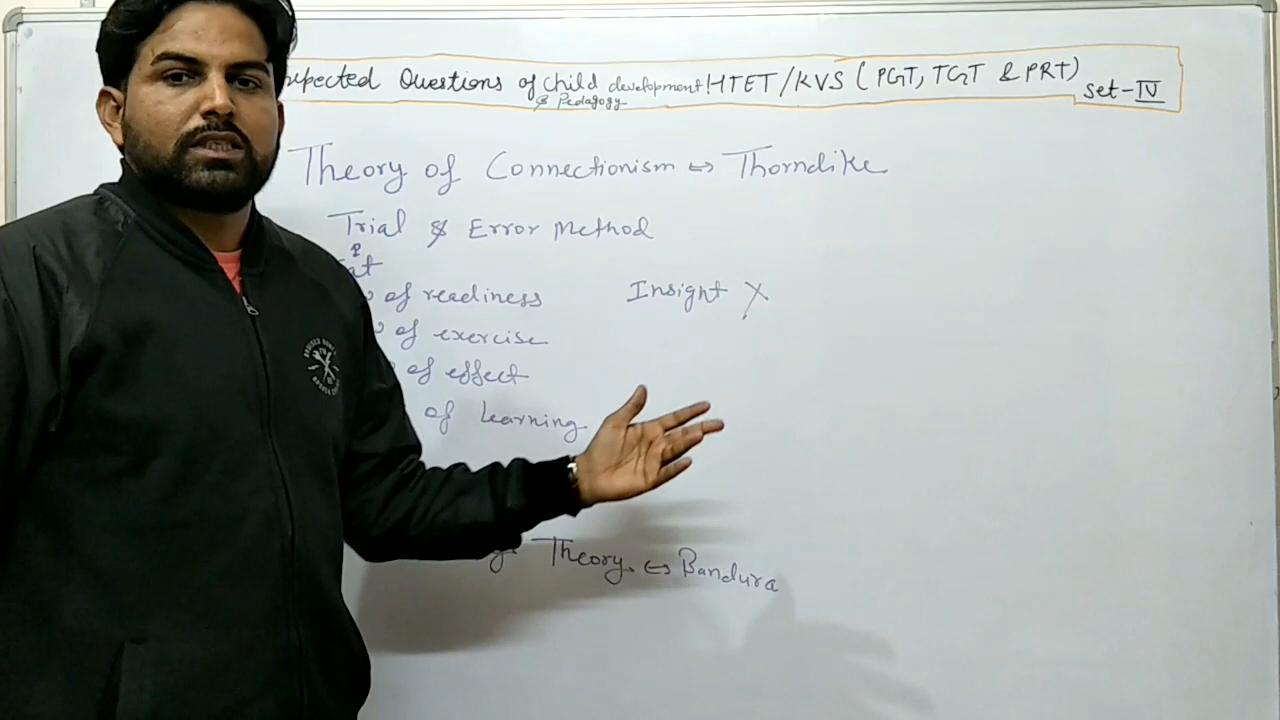 Questions of Child development HTET/KVS (PGT, TGT & PRT)
& Pedagogy
Set-IV
Theory of Connectionism ↔ Thorndike
Trial & Error Method
of readiness Insight X
of exercise
of effect
of Learning
Theory. ↔ Bandura